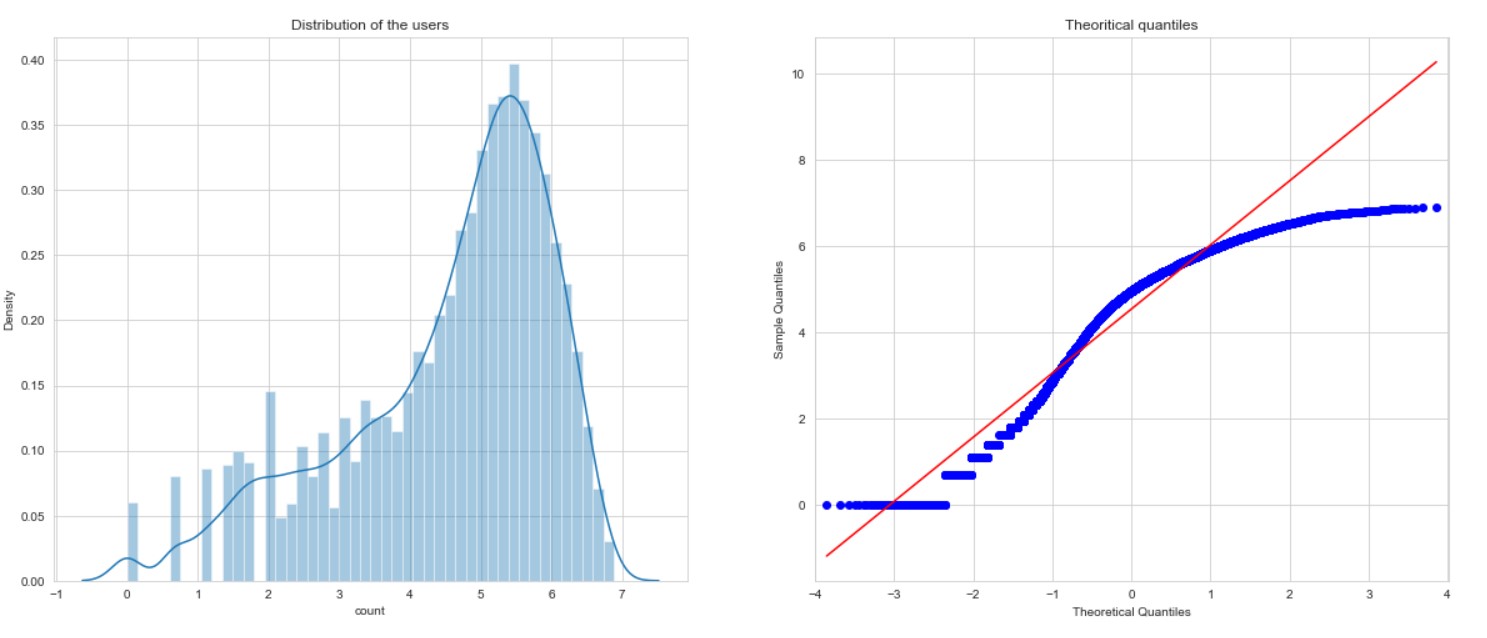 Distribution of the users
0.40
0.35
0.30
0.25
0.20
0.15
0.10
0.05
0.00
Density
−1 0 1 2 3 4 5 6 7
count
Theoritical quantiles
10
8
6
4
2
0
Sample Quantiles
−4 −3 −2 −1 0 1 2 3 4
Theoretical Quantiles